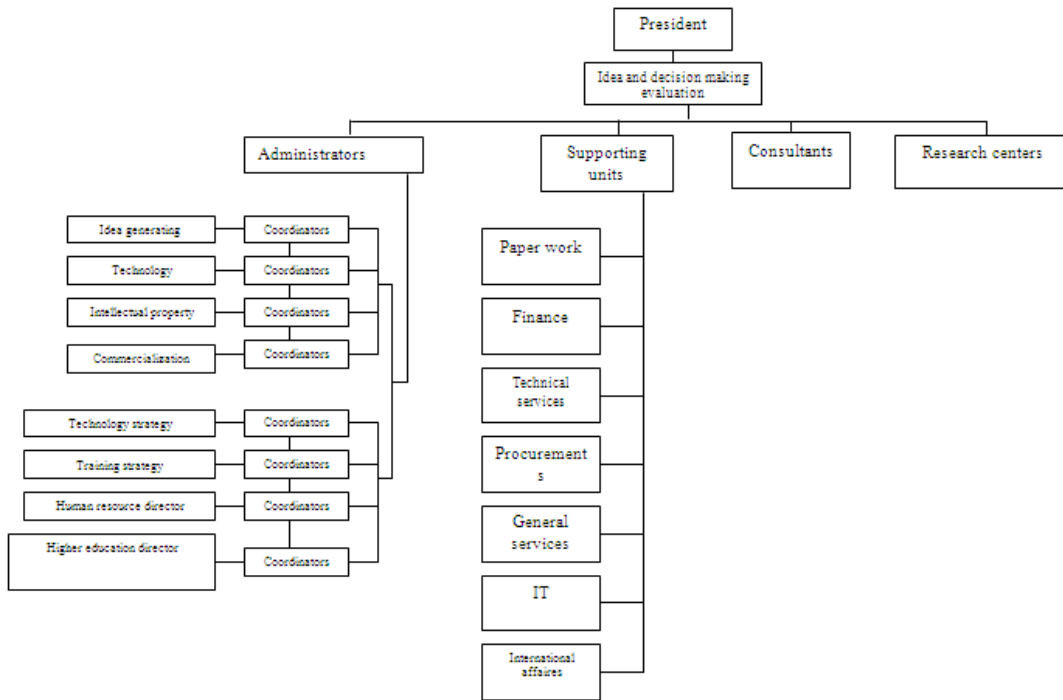 President
Idea and decision making
evaluation
Administrators
Supporting
units
Consultants
Research centers
Idea generating
Coordinators
Technology
Coordinators
Intellectual property
Coordinators
Commercialization
Coordinators
Technology strategy
Coordinators
Training strategy
Coordinators
Human resource director
Coordinators
Higher education director
Coordinators
Paper work
Finance
Technical
services
Procurement
s
General
services
IT
International
affaires